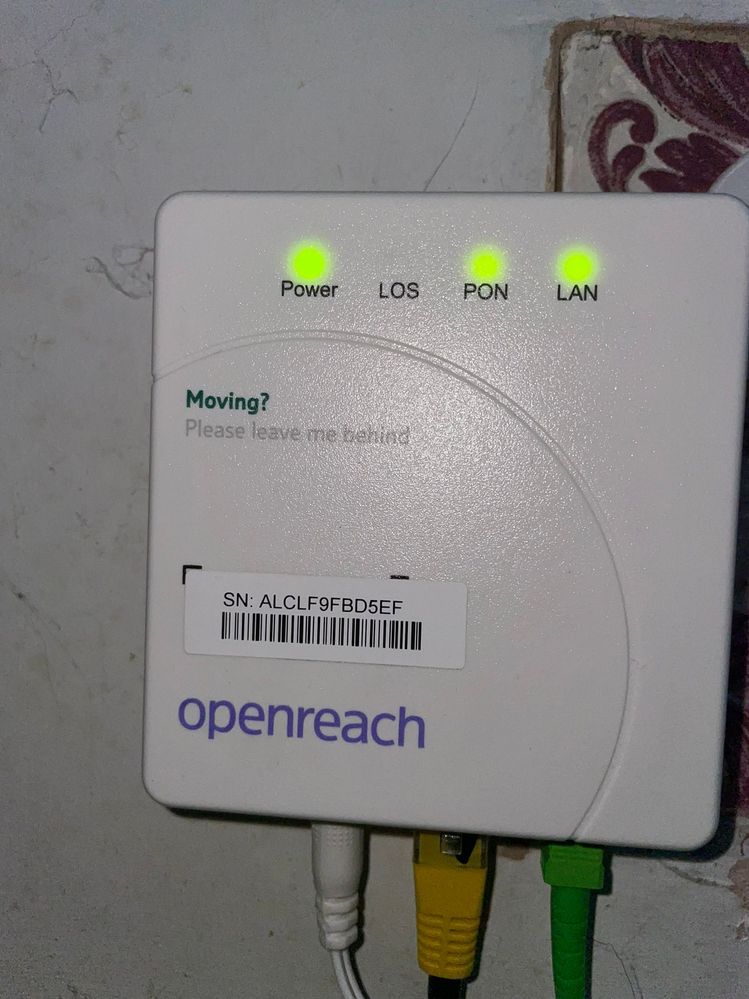 Power LOS PON LAN
Moving?
Please leave me behind
SN: ALCLF9FBD5EF
openreach